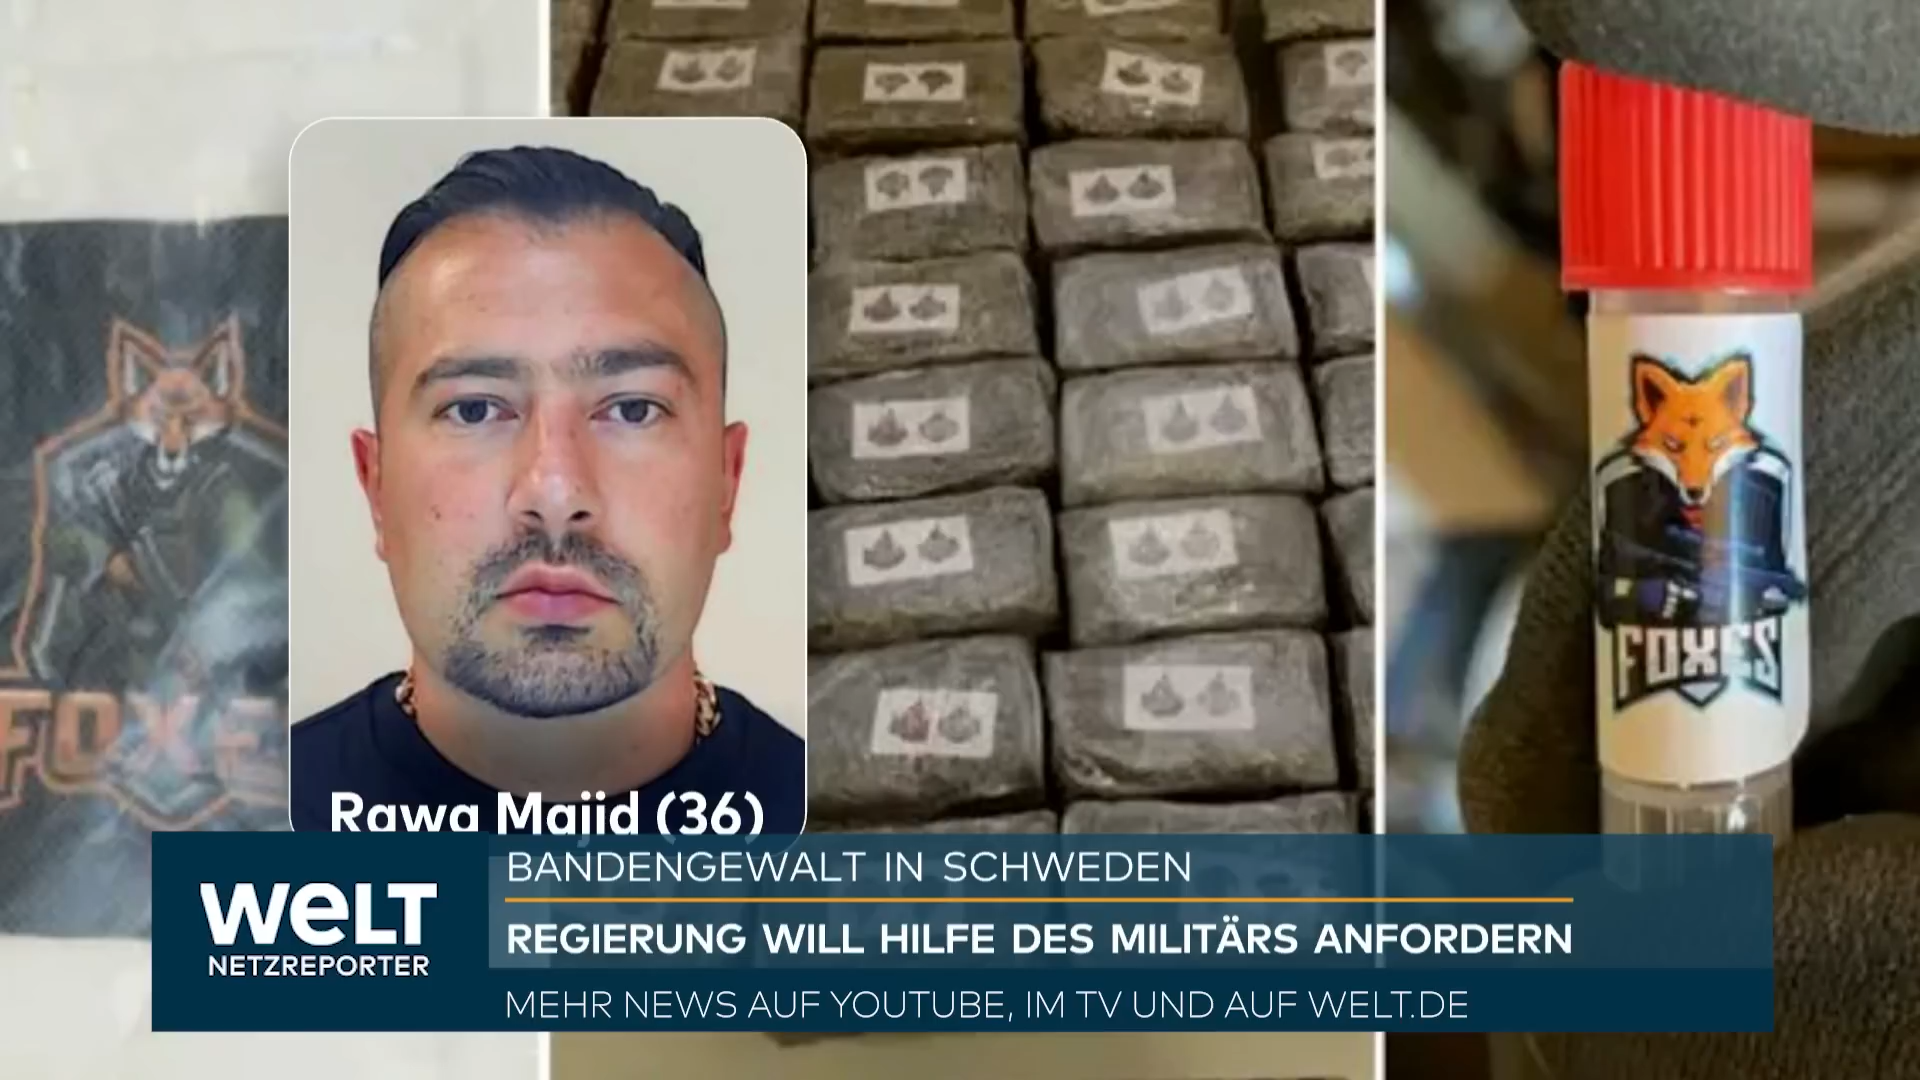 FOXE
FOXES
Rawa Majid (36)
BANDENGEWALT IN SCHWEDEN
WELT
NETZREPORTER
REGIERUNG WILL HILFE DES MILITÄRS ANFORDERN
MEHR NEWS AUF YOUTUBE, IM TV UND AUF WELT.DE